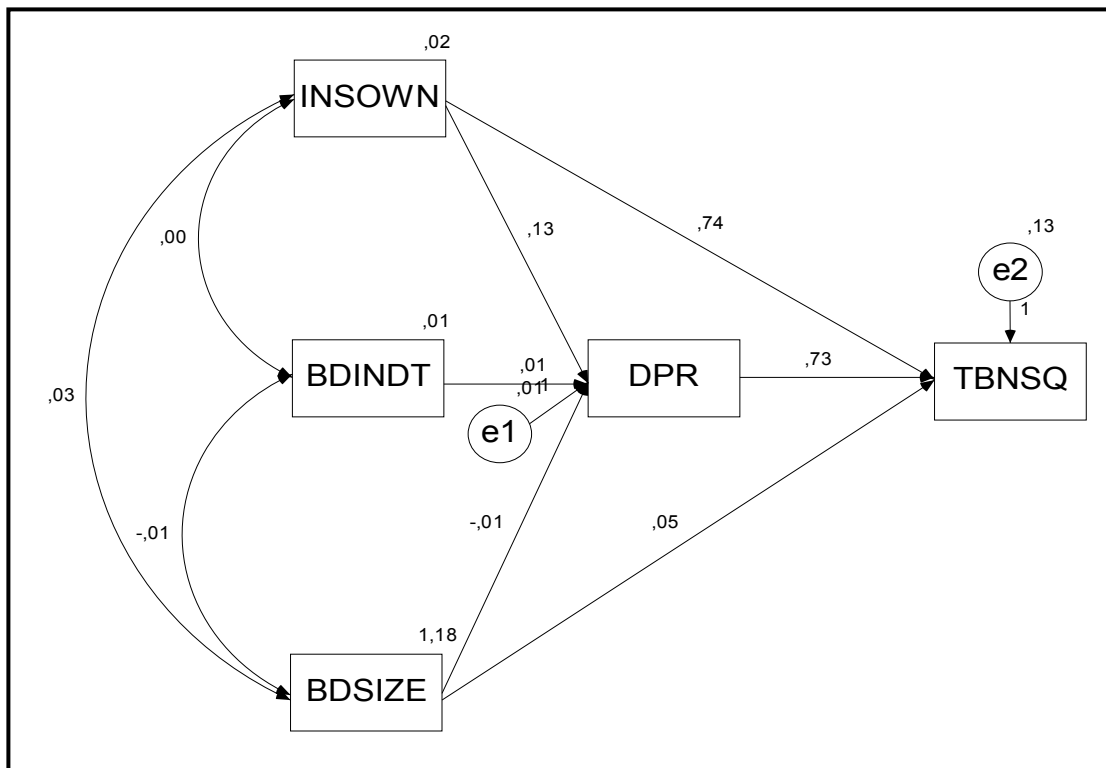 ,02
INSOWN
,13
,74
,13
e2
1
,00
,01
BDINDT
,01
,01
1
DPR
,73
TBNSQ
,03
e1
-,01
-,01
,05
1,18
BDSIZE